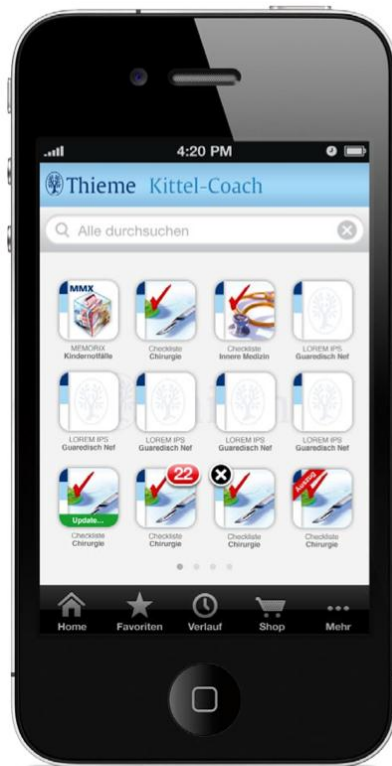 4:20 PM
Thieme Kittel-Coach
Alle durchsuchen
MMX
MEMORIX
Kindernotfälle
Checkliste
Chirurgie
Checkliste
Innere Medizin
LOREM IPS
Guaredisch Nef
LOREM IPS
Guaredisch Nef
LOREM IPS
Guaredisch Nef
LOREM IPS
Guaredisch Nef
LOREM IPS
Guaredisch Nef
Update...
Checkliste
Chirurgie
22
Checkliste
Chirurgie
Checkliste
Chirurgie
Auszug
Checkliste
Chirurgie
Home Favoriten Verlauf Shop Mehr